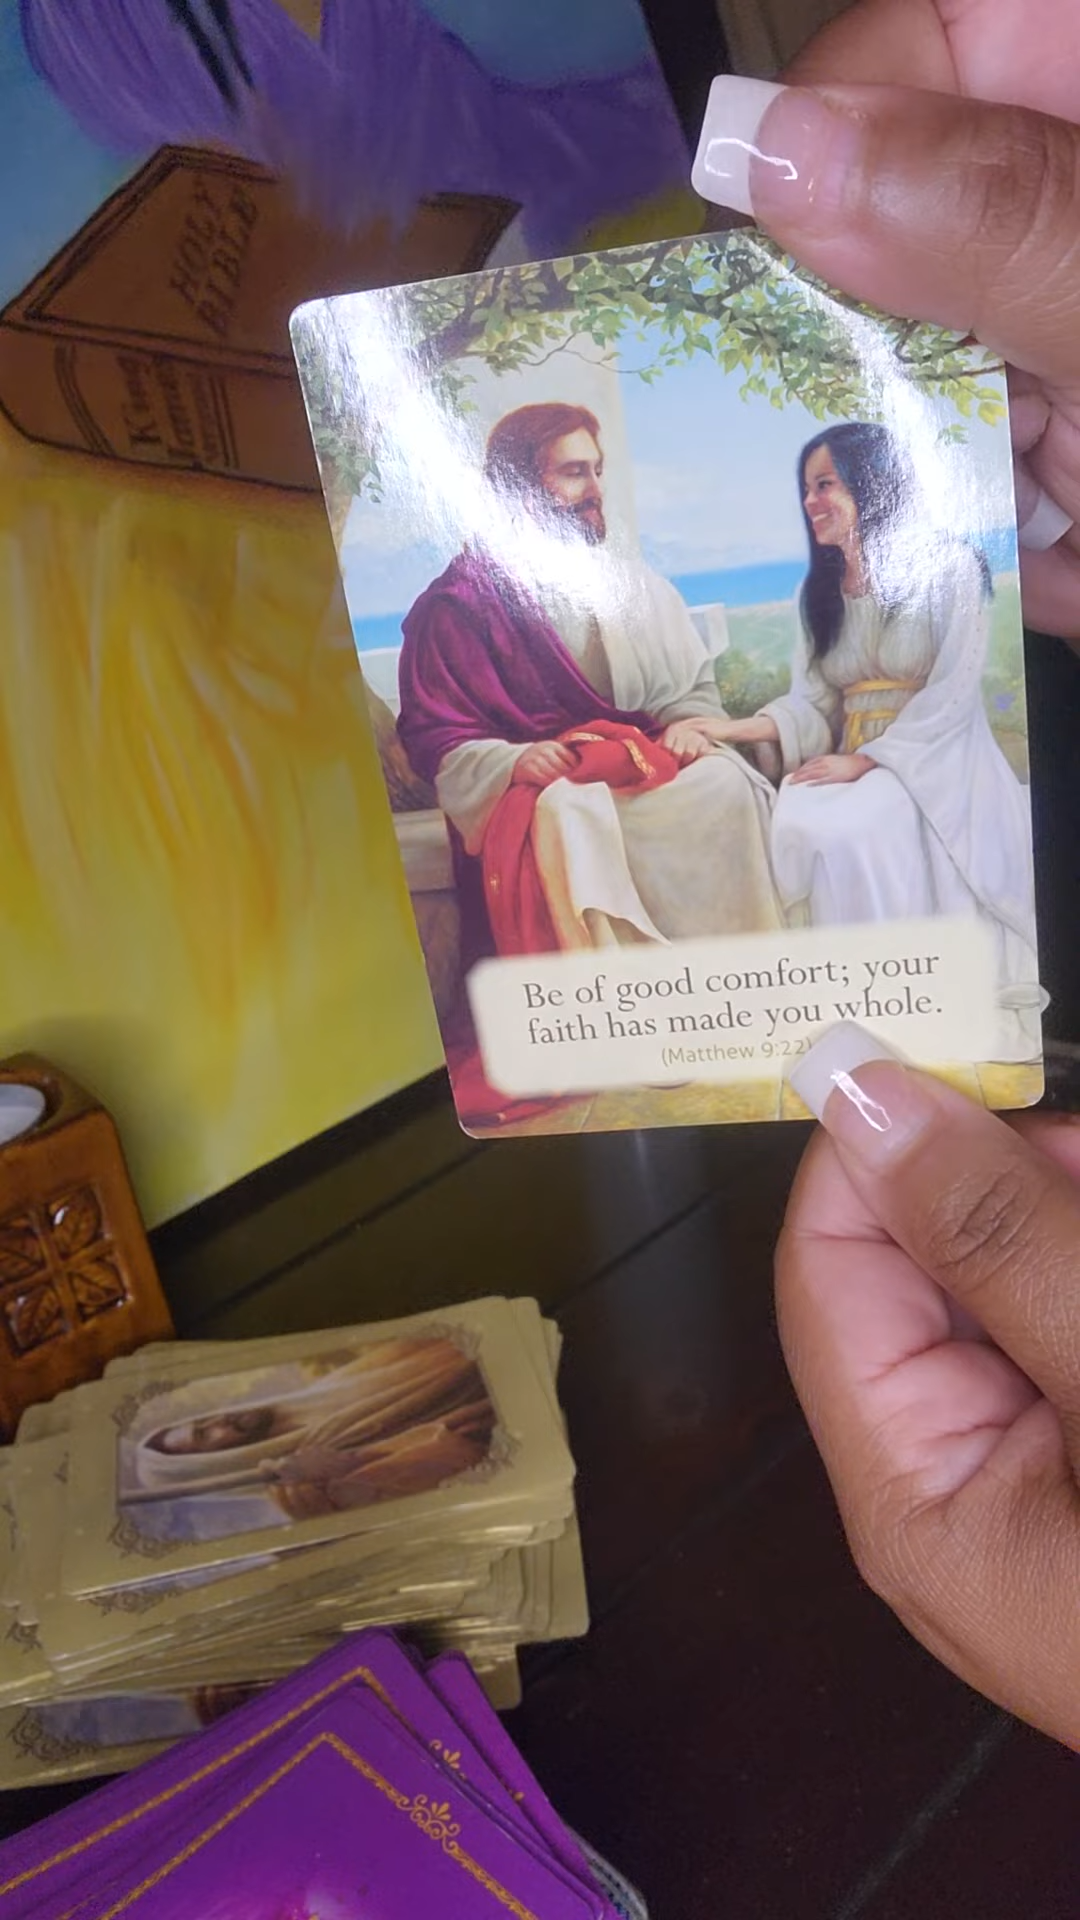 HOLY
BIBLE
King
James
Be of good comfort; your
faith has made you whole.
(Matthew 9:22)